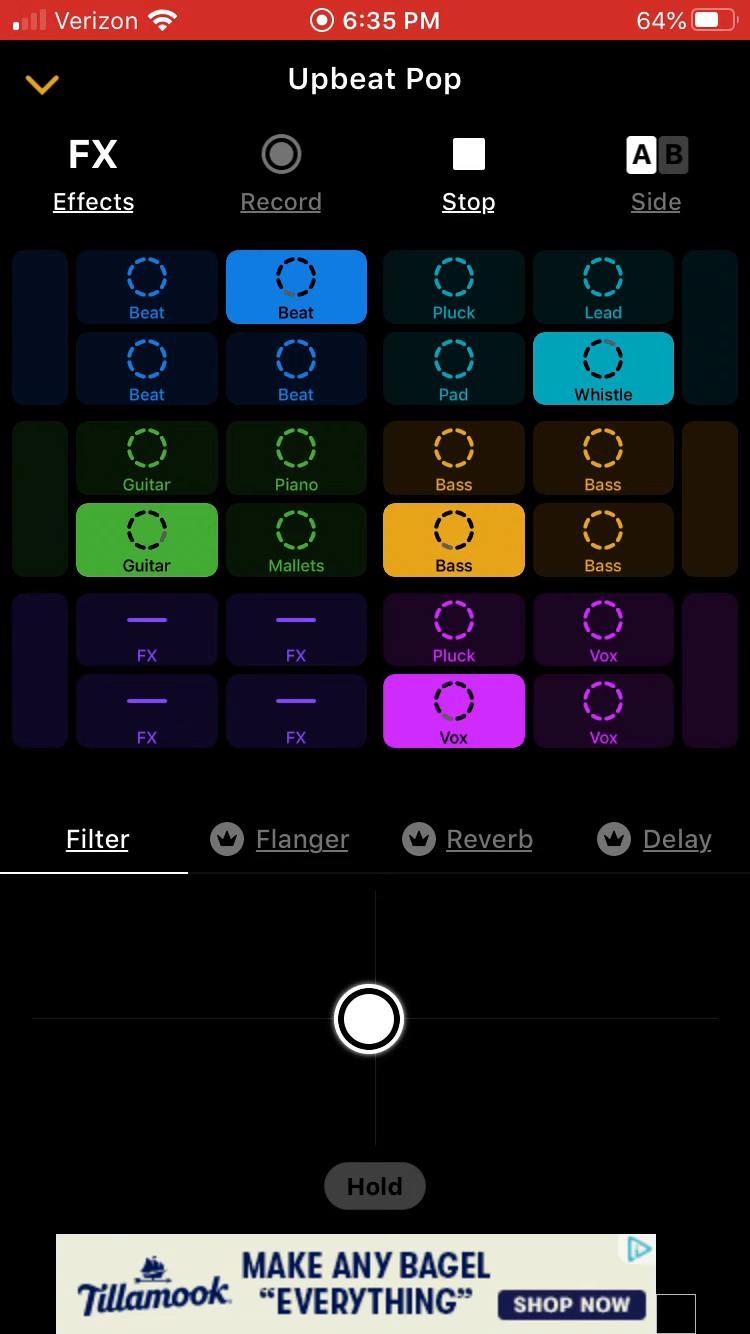 Verizon 6:35 PM 64%
Upbeat Pop
FX
Effects Record Stop Side
A B
Beat Beat Pluck Lead
Beat Beat Pad Whistle
Guitar Piano Bass Bass
Guitar Mallets Bass Bass
FX FX Pluck Vox
FX FX Vox Vox
Filter Flanger Reverb Delay
Hold
Tillamook
MAKE ANY BAGEL
“EVERYTHING”
SHOP NOW